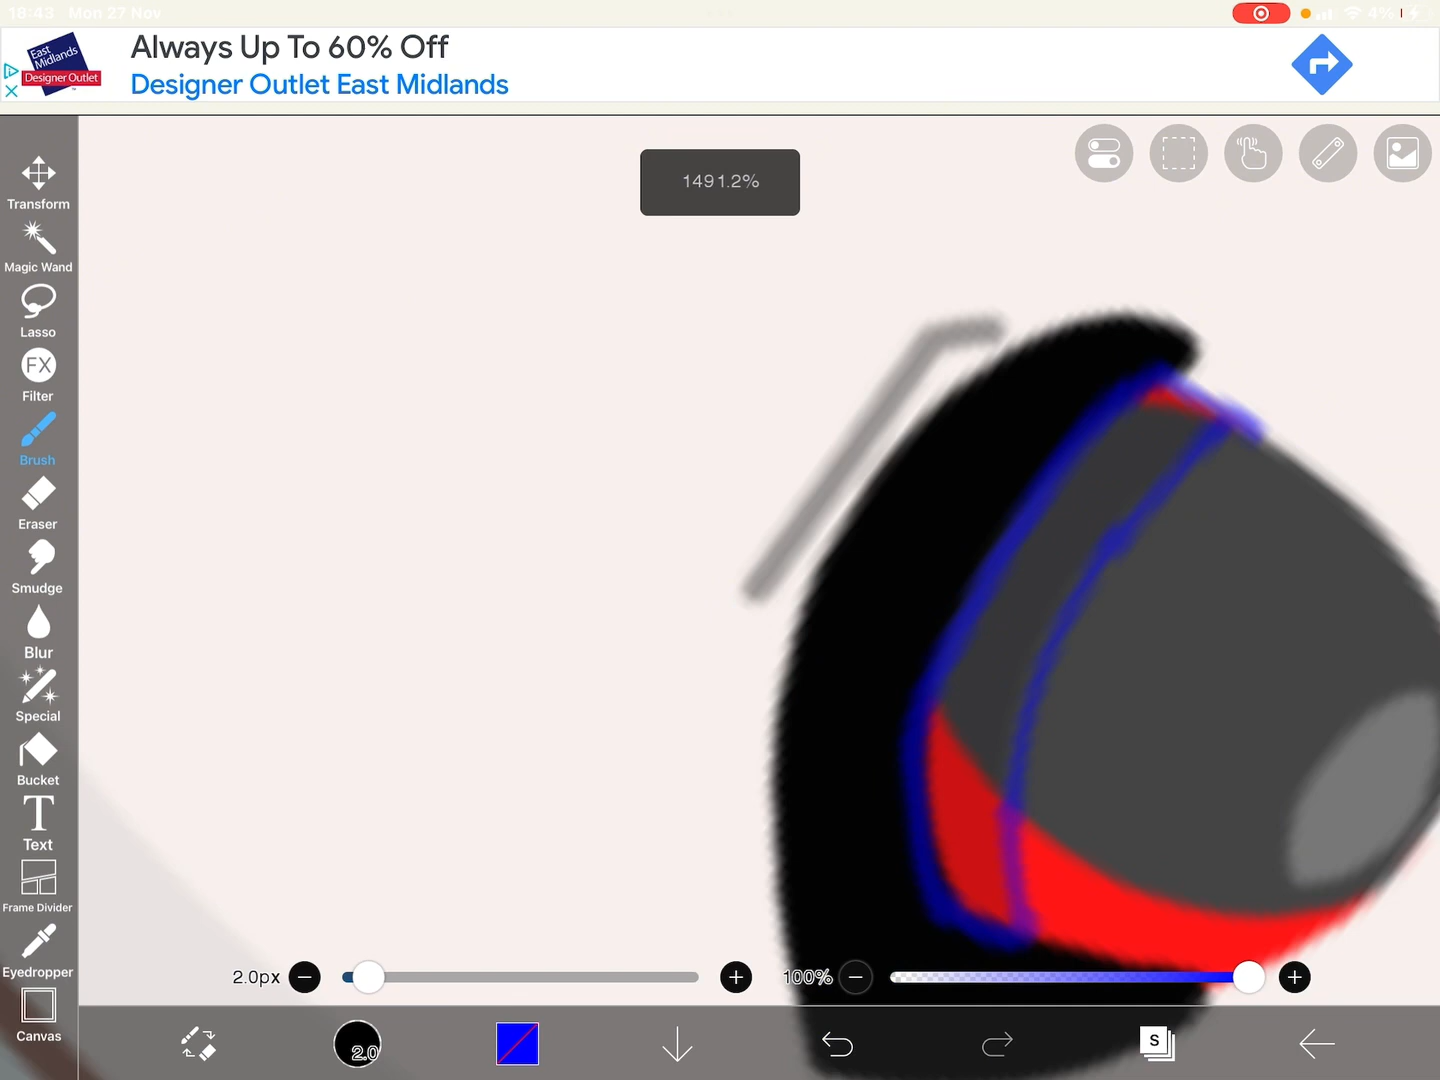 18:43 Mon 27 Nov
4%
East
Midlands
Designer Outlet
Always Up To 60% Off
Designer Outlet East Midlands
1491.2%
Transform
Magic Wand
Lasso
FX
Filter
Brush
Eraser
Smudge
Blur
Special
Bucket
T
Text
Frame Divider
Eyedropper
Canvas
2.0px
100%
2.0
S